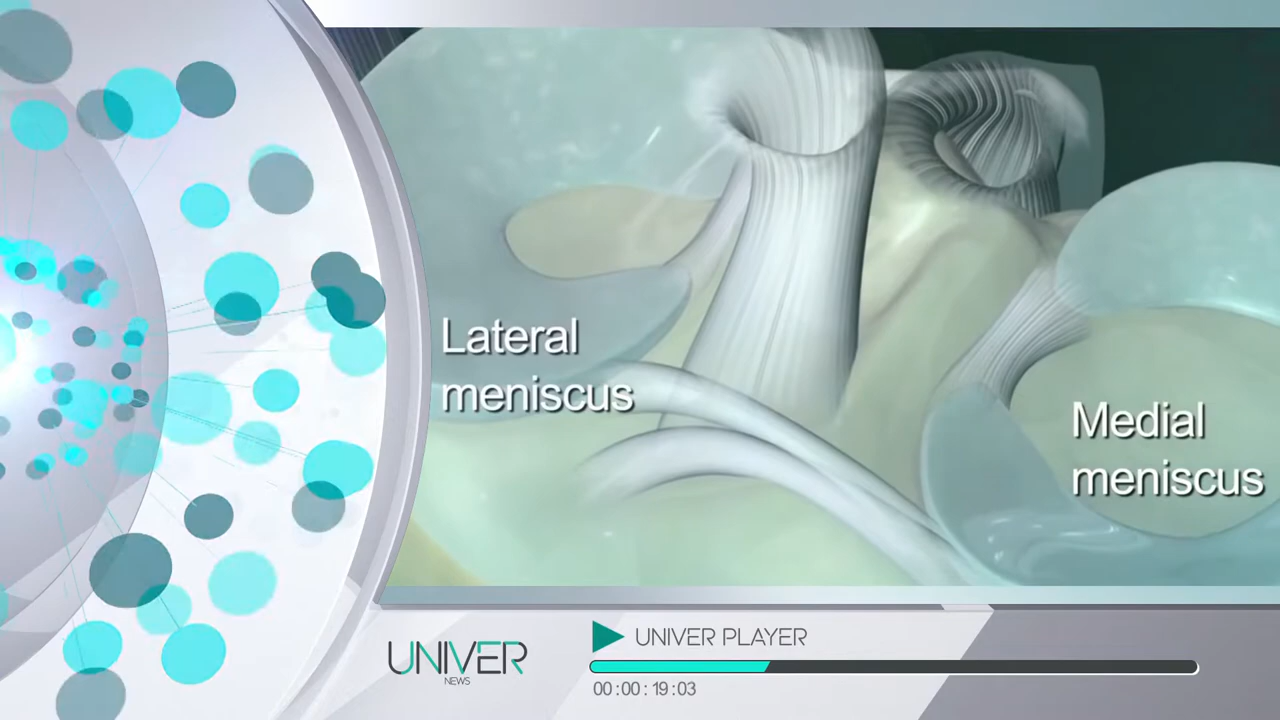 Lateral
meniscus
Medial
meniscus
UNIVER
NEWS
UNIVER PLAYER
00:00:19:03